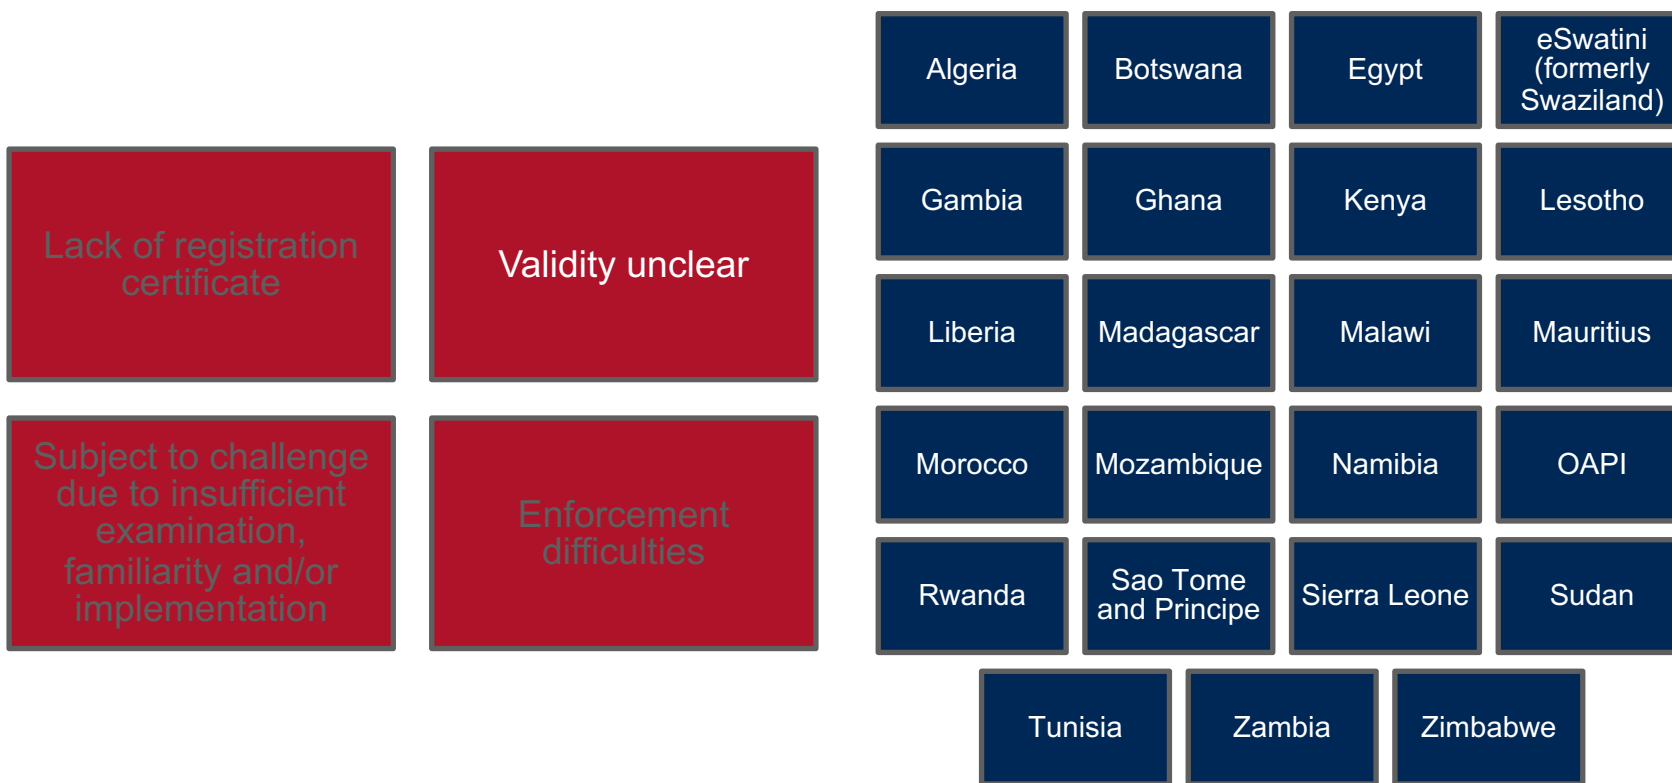 Lack of registration
certificate
Validity unclear
Subject to challenge
due to insufficient
examination,
familiarity and/or
implementation
Enforcement
difficulties
Algeria
Botswana
Egypt
eSwatini
(formerly
Swaziland)
Gambia
Ghana
Kenya
Lesotho
Liberia
Madagascar
Malawi
Mauritius
Morocco
Mozambique
Namibia
OAPI
Rwanda
Sao Tome
and Principe
Sierra Leone
Sudan
Tunisia
Zambia
Zimbabwe